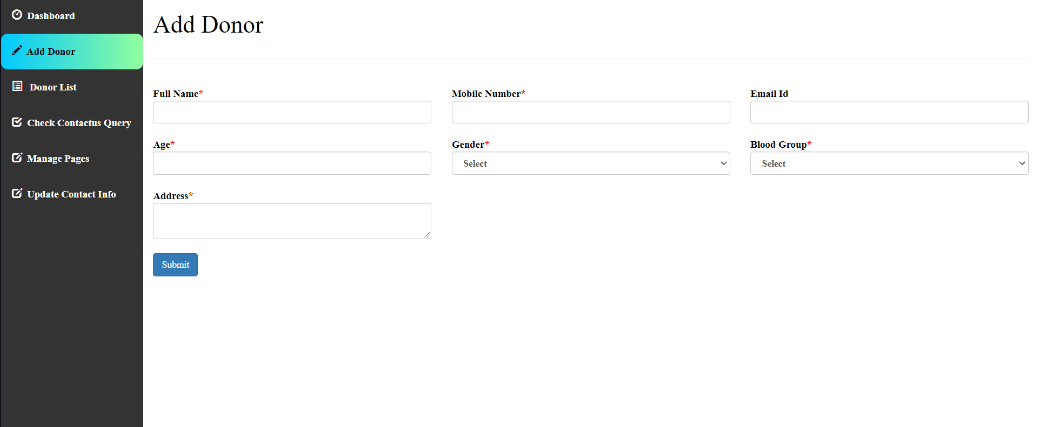 Dashboard
Add Donor
Donor List
Check Contactus Query
Manage Pages
Update Contact Info
Add Donor
Full Name*
Mobile Number*
Email Id
Age*
Gender*
Select
Blood Group*
Select
Address*
Submit